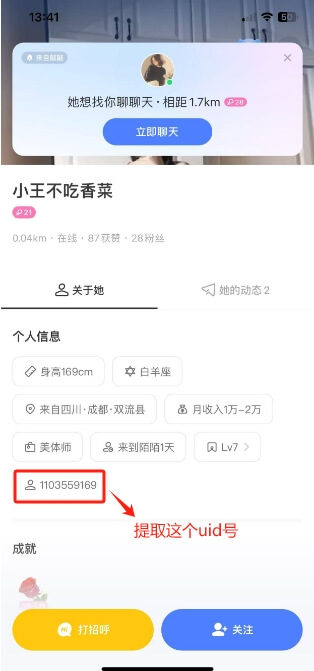 13:41
6
来自附近
她想找你聊聊天·相距1.7km 28
立即聊天
小王不吃香菜
21
0.04km · 在线 · 87获赞 · 28粉丝
关于她
她的动态 2
个人信息
身高169cm
白羊座
来自四川·成都·双流县
月收入1万-2万
美体师
来到陌陌1天
Lv7
1103559169
提取这个uid号
成就
Hi 打招呼
关注